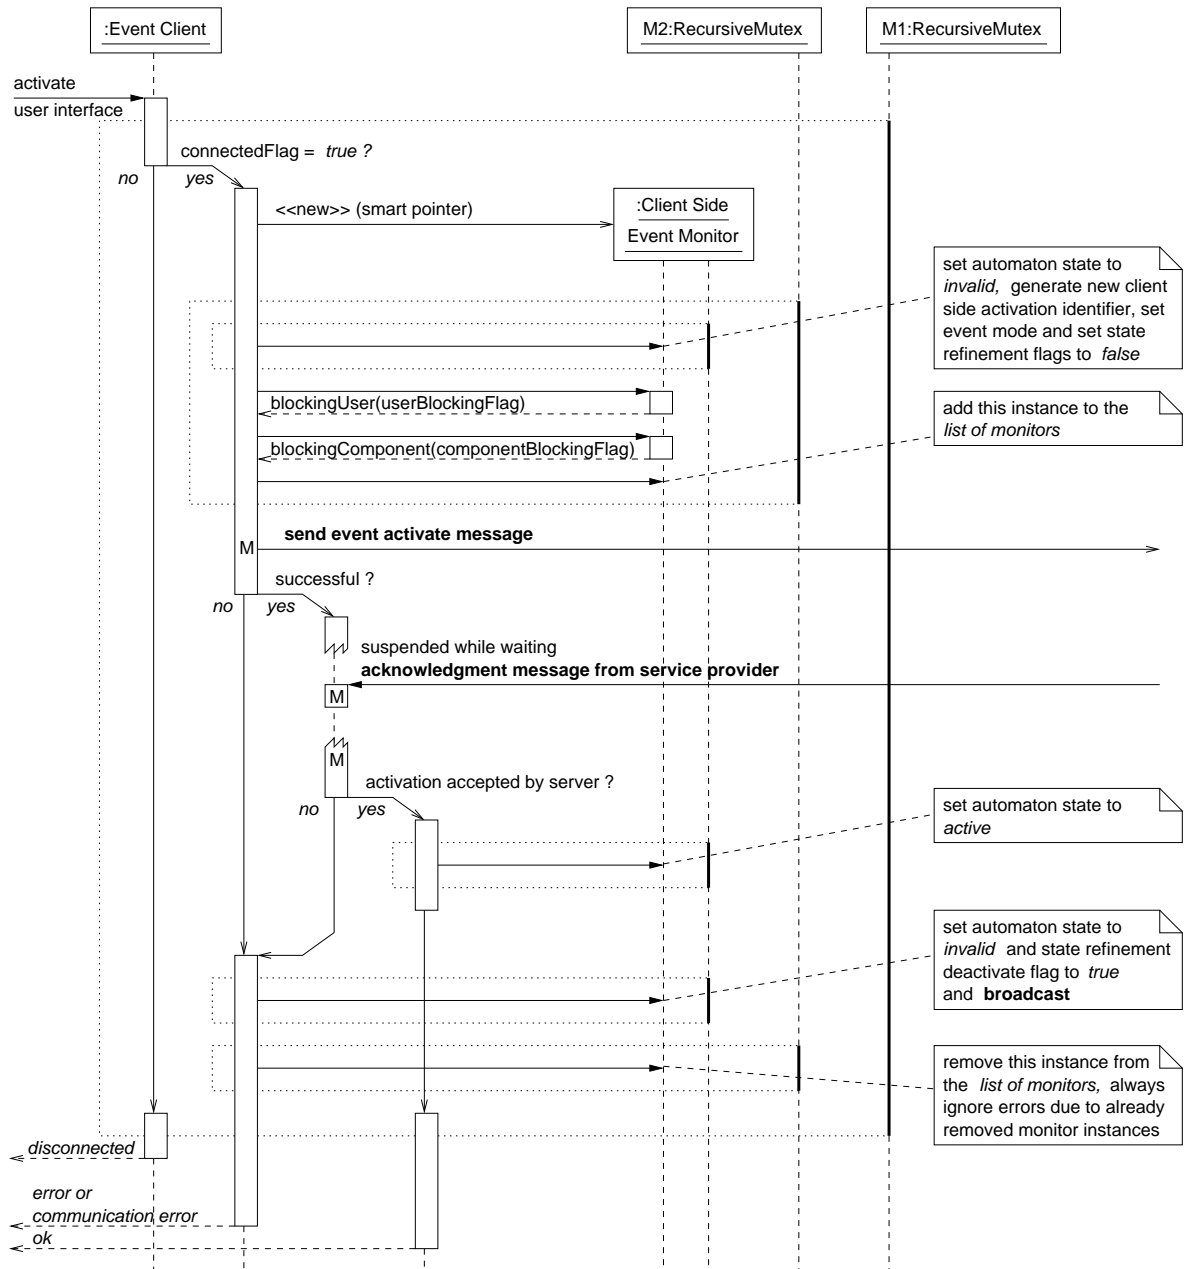 :Event Client
M2:RecursiveMutex
M1:RecursiveMutex
activate
user interface
connectedFlag = true ?
no
yes
<<new>> (smart pointer)
:Client Side
Event Monitor
set automaton state to
invalid, generate new client
side activation identifier, set
event mode and set state
refinement flags to false
blockingUser(userBlockingFlag)
add this instance to the
list of monitors
blockingComponent(componentBlockingFlag)
send event activate message
M
successful ?
no
yes
suspended while waiting
acknowledgment message from service provider
M
M
activation accepted by server ?
no
yes
set automaton state to
active
set automaton state to
invalid and state refinement
deactivate flag to true
and broadcast
remove this instance from
the list of monitors, always
ignore errors due to already
removed monitor instances
disconnected
error or
communication error
ok